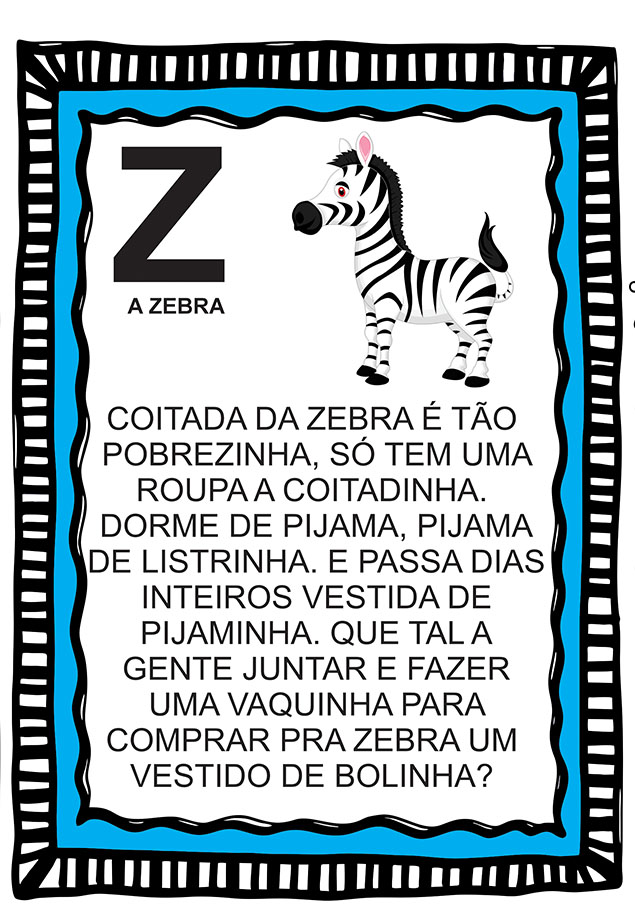 Z
A ZEBRA
COITADA DA ZEBRA É TÃO
POBREZINHA, SÓ TEM UMA
ROUPA A COITADINHA.
DORME DE PIJAMA, PIJAMA
DE LISTRINHA. E PASSA DIAS
INTEIROS VESTIDA DE
PIJAMINHA. QUE TAL A
GENTE JUNTAR E FAZER
UMA VAQUINHA PARA
COMPRAR PRA ZEBRA UM
VESTIDO DE BOLINHA?